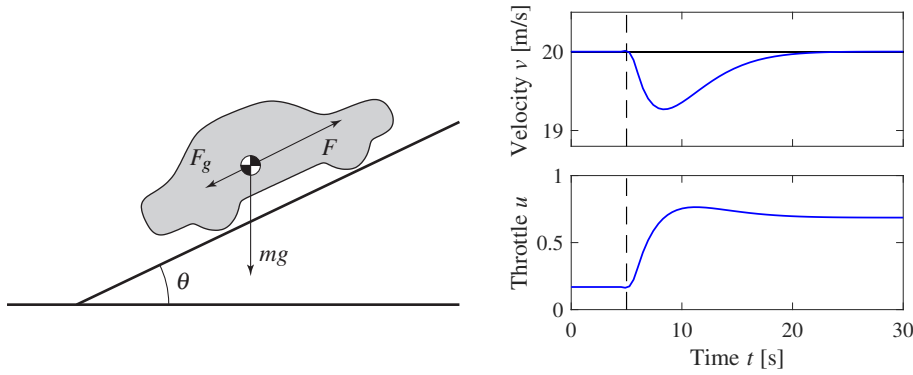 F_g
F
mg
θ
Velocity v [m/s]
20
19
Throttle u
1
0.5
0
0
10
20
30
Time t [s]